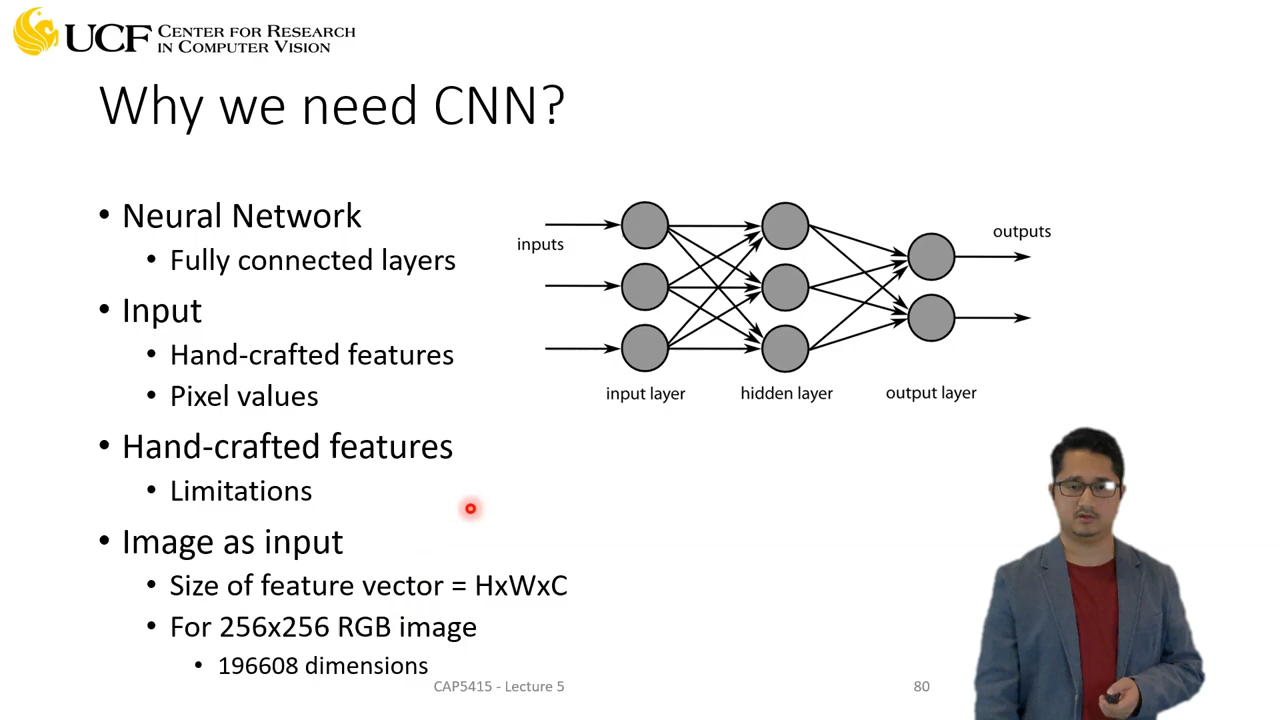 UCF CENTER FOR RESEARCH
IN COMPUTER VISION
Why we need CNN?
• Neural Network
• Fully connected layers
• Input
• Hand-crafted features
• Pixel values
• Hand-crafted features
• Limitations
• Image as input
• Size of feature vector = HxWxC
• For 256x256 RGB image
• 196608 dimensions
inputs
outputs
input layer
hidden layer
output layer
CAP5415 - Lecture 5
80